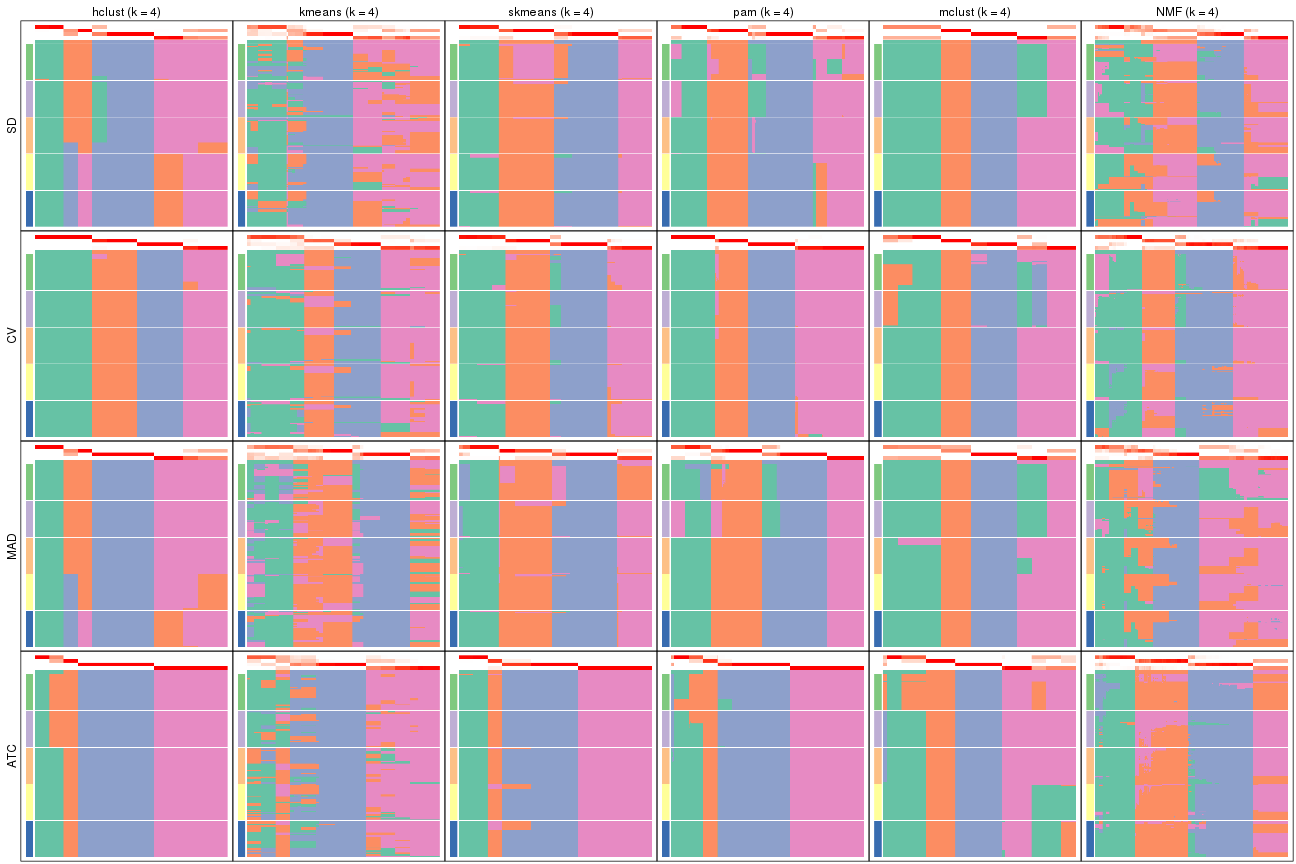 hclust (k = 4) kmeans (k = 4) skmeans (k = 4) pam (k = 4) mclust (k = 4) NMF (k = 4)
SD
CV
MAD
ATC